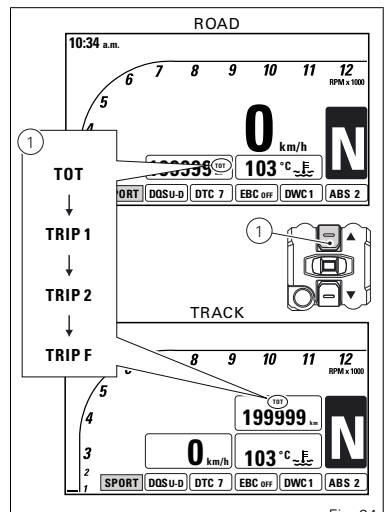 ROAD
10:34 a.m.
6 7 8 9 10 11 12
RPM x 1000
5
4
0 km/h
N
199999 TOT
103 °C
SPORT DQS U-D DTC 7 EBC OFF DWC 1 ABS 2
1
TOT
TRIP 1
TRIP 2
TRIP F
1
TRACK
8 9 10 11 12
RPM x 1000
5
TOT
4
199999 km
N
3
0 km/h
103 °C
2
1
SPORT DQS U-D DTC 7 EBC OFF DWC 1 ABS 2